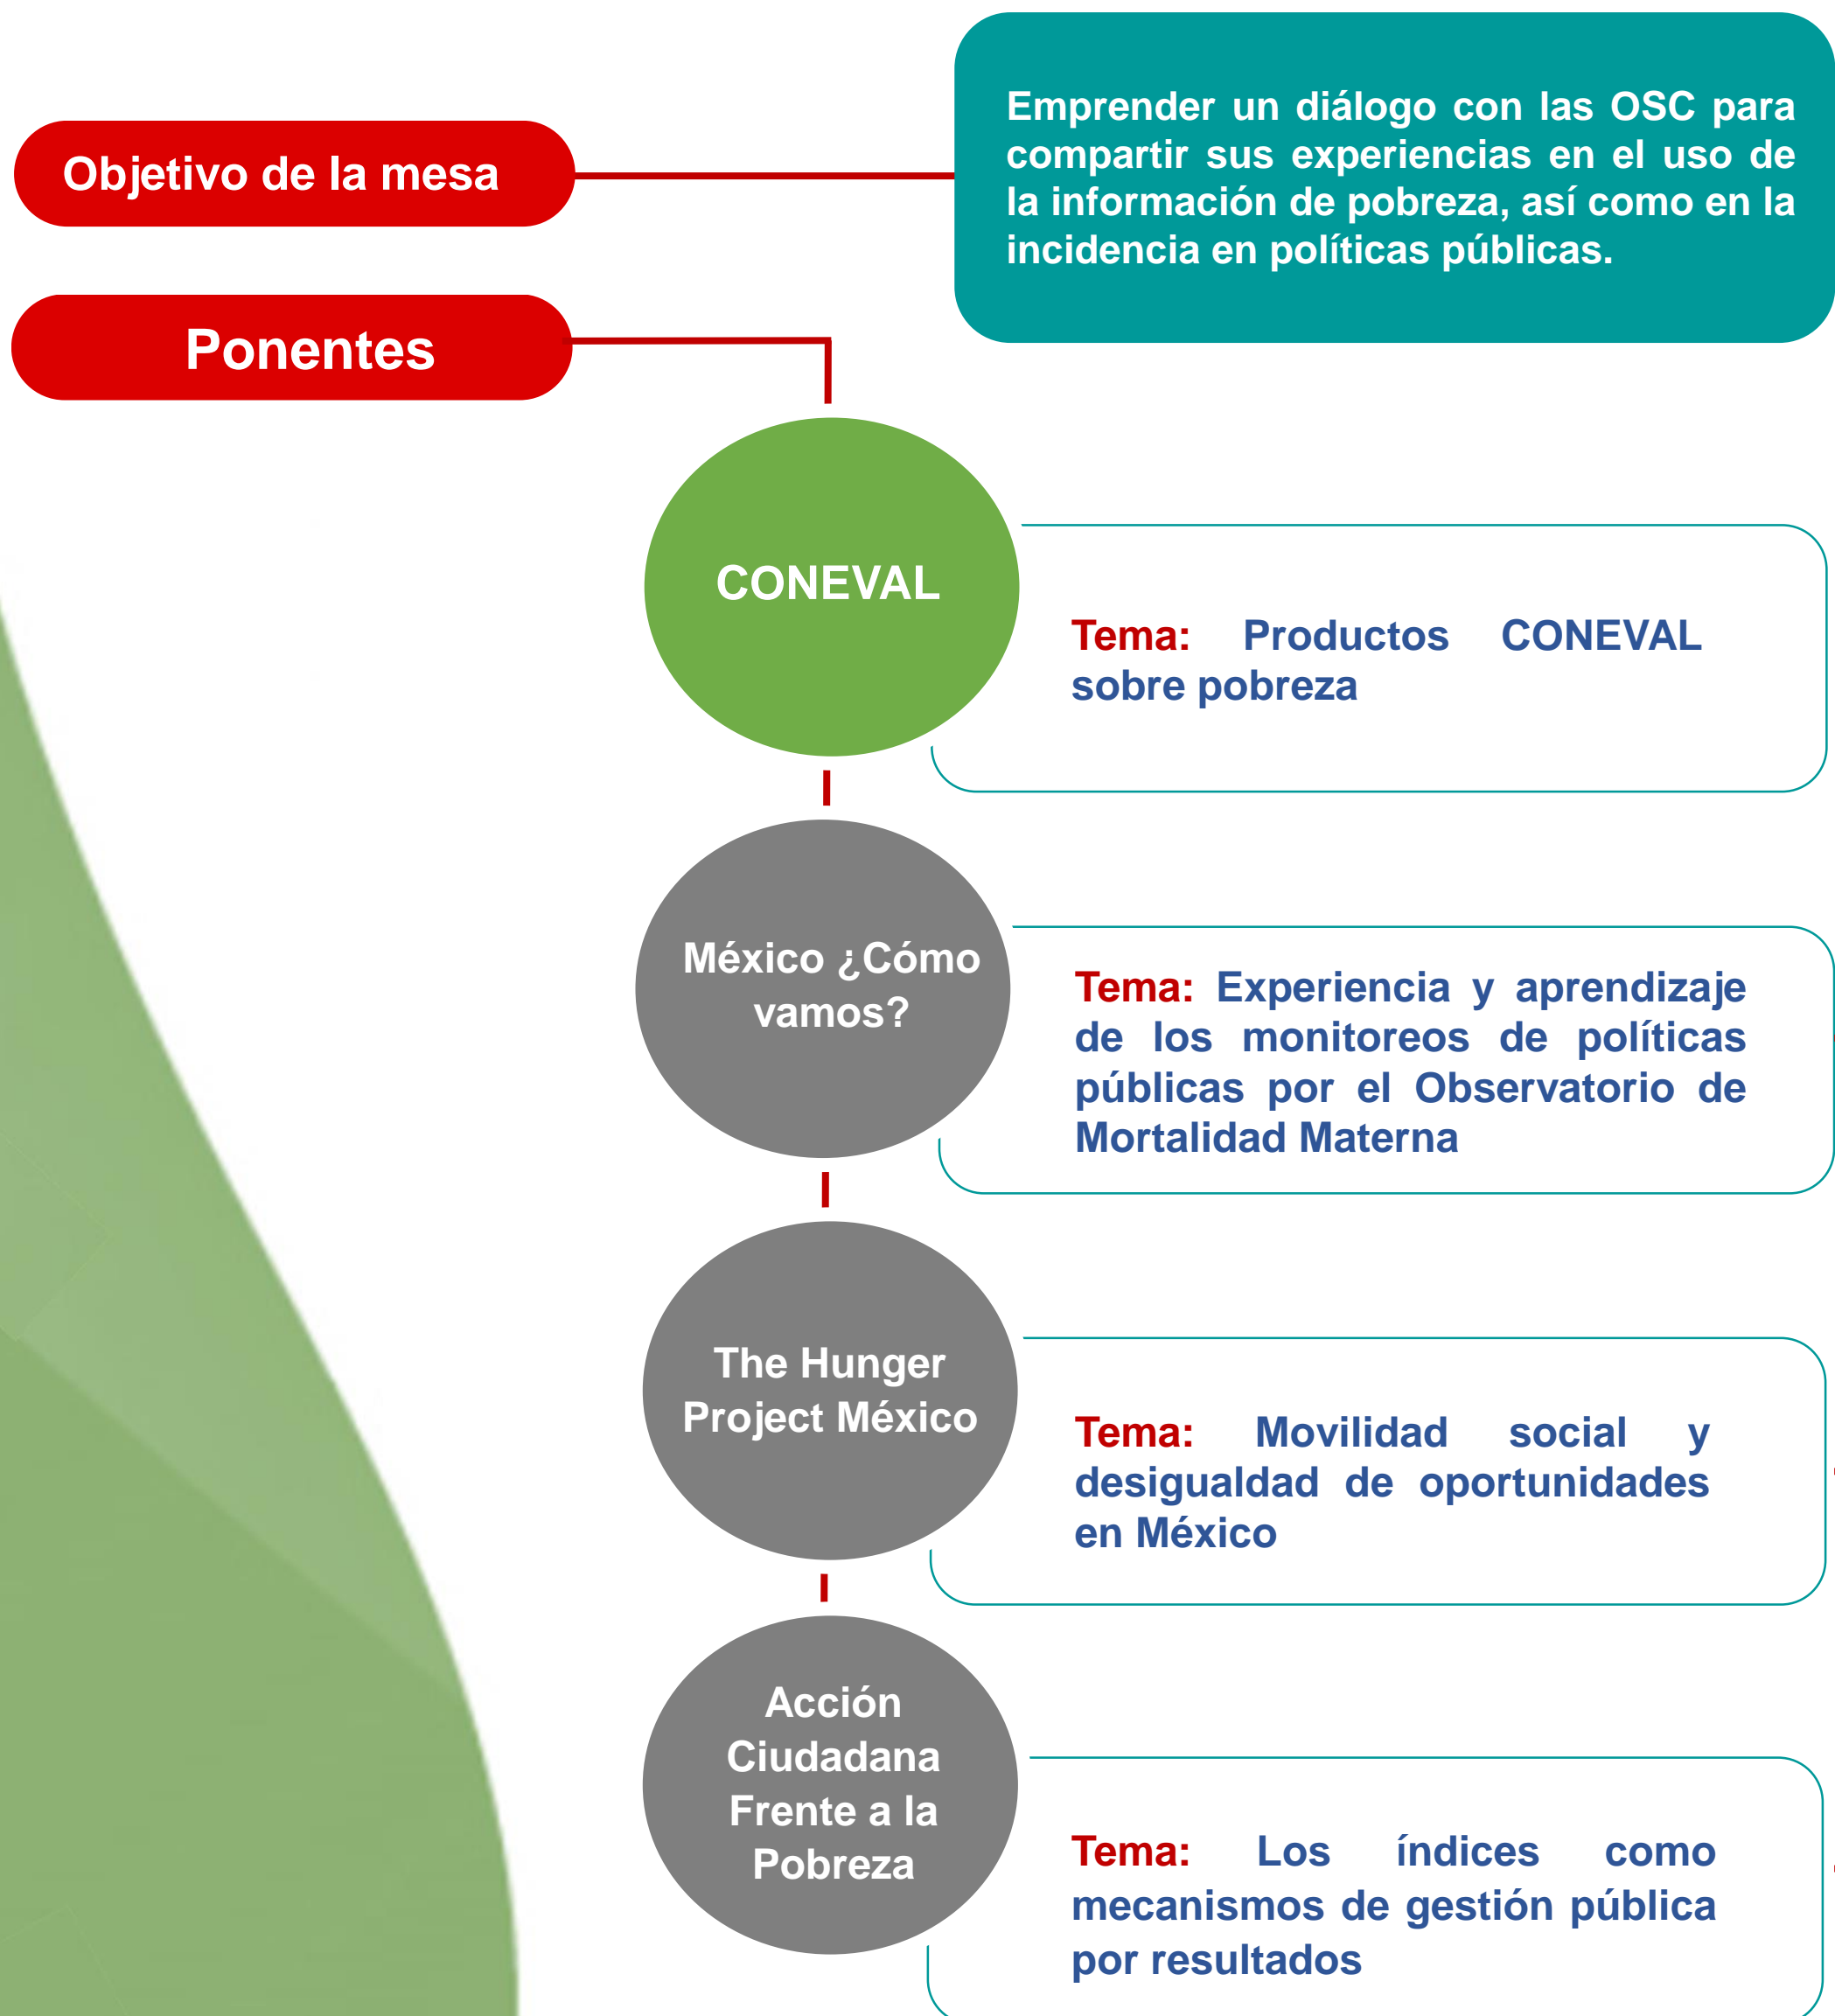 Objetivo de la mesa
Emprender un diálogo con las OSC para
compartir sus experiencias en el uso de
la información de pobreza, así como en la
incidencia en políticas públicas.
Ponentes
CONEVAL
Tema: Productos CONEVAL
sobre pobreza
México ¿Cómo
vamos?
Tema: Experiencia y aprendizaje
de los monitoreos de políticas
públicas por el Observatorio de
Mortalidad Materna
The Hunger
Project México
Tema: Movilidad social y
desigualdad de oportunidades
en México
Acción
Ciudadana
Frente a la
Pobreza
Tema: Los índices como
mecanismos de gestión pública
por resultados